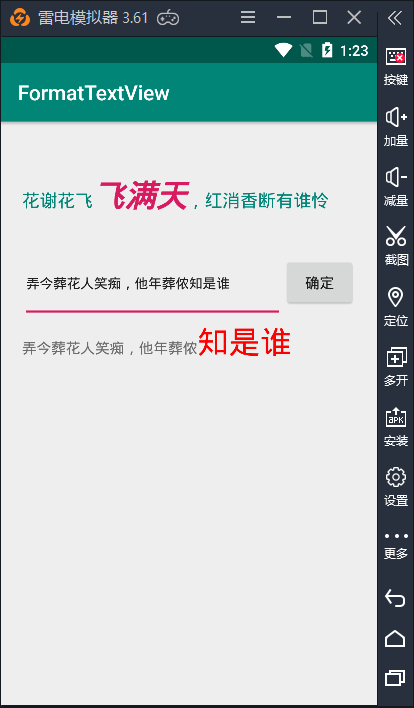 雷电模拟器 3.61
1:23
FormatTextView
花谢花飞飞满天，红消香断有谁怜
弄今葬花人笑痴，他年葬侬知是谁
确定
弄今葬花人笑痴，他年葬侬知是谁
按键
加量
减量
截图
定位
多开
APK
安装
设置
更多